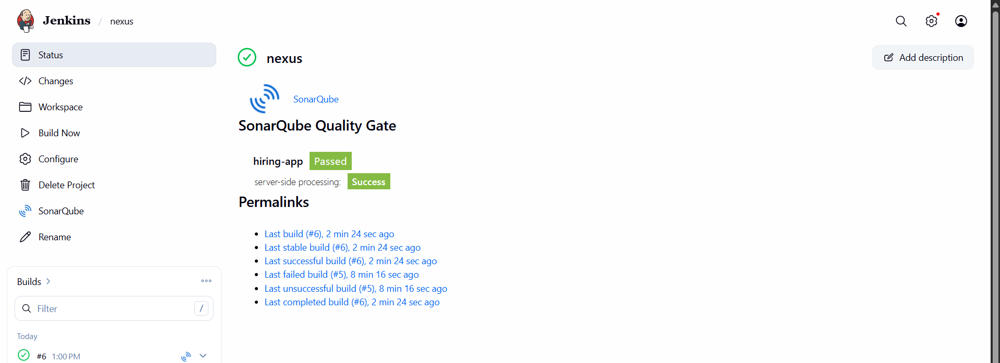 Jenkins / nexus
Status
Changes
Workspace
Build Now
Configure
Delete Project
SonarQube
Rename
Builds
Filter /
Today
#6 1:00 PM
nexus
Add description
SonarQube
SonarQube Quality Gate
hiring-app Passed
server-side processing: Success
Permalinks
Last build (#6), 2 min 24 sec ago
Last stable build (#6), 2 min 24 sec ago
Last successful build (#6), 2 min 24 sec ago
Last failed build (#5), 8 min 16 sec ago
Last unsuccessful build (#5), 8 min 16 sec ago
Last completed build (#6), 2 min 24 sec ago